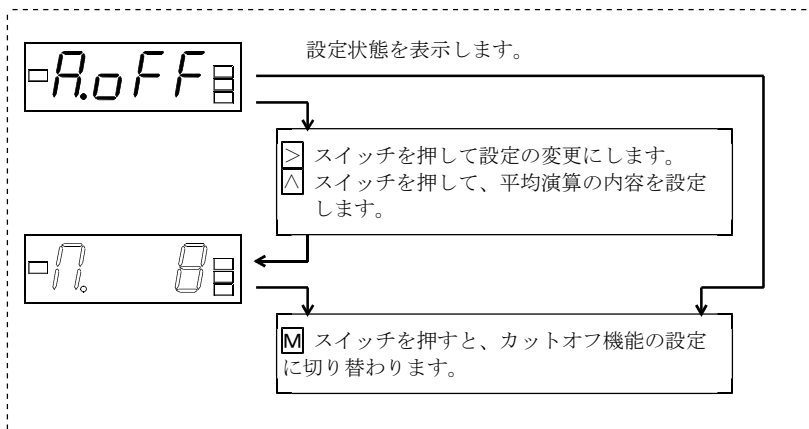 設定状態を表示します。
A.oFF
> スイッチを押して設定の変更にします。
∧ スイッチを押して、平均演算の内容を設定
します。
n. 8
M スイッチを押すと、カットオフ機能の設定
に切り替わります。